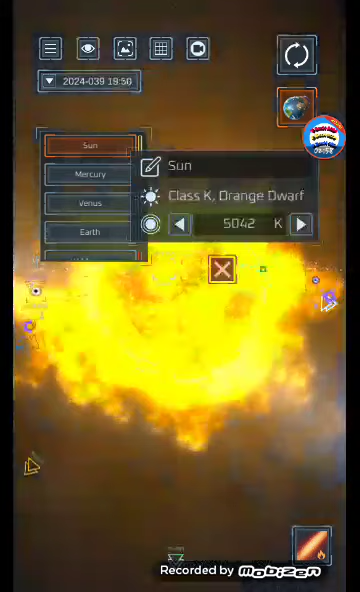 2024-039 19:50
Sun
Mercury
Venus
Earth
Sun
Class K, Orange Dwarf
5042 K
Recorded by Mobizen